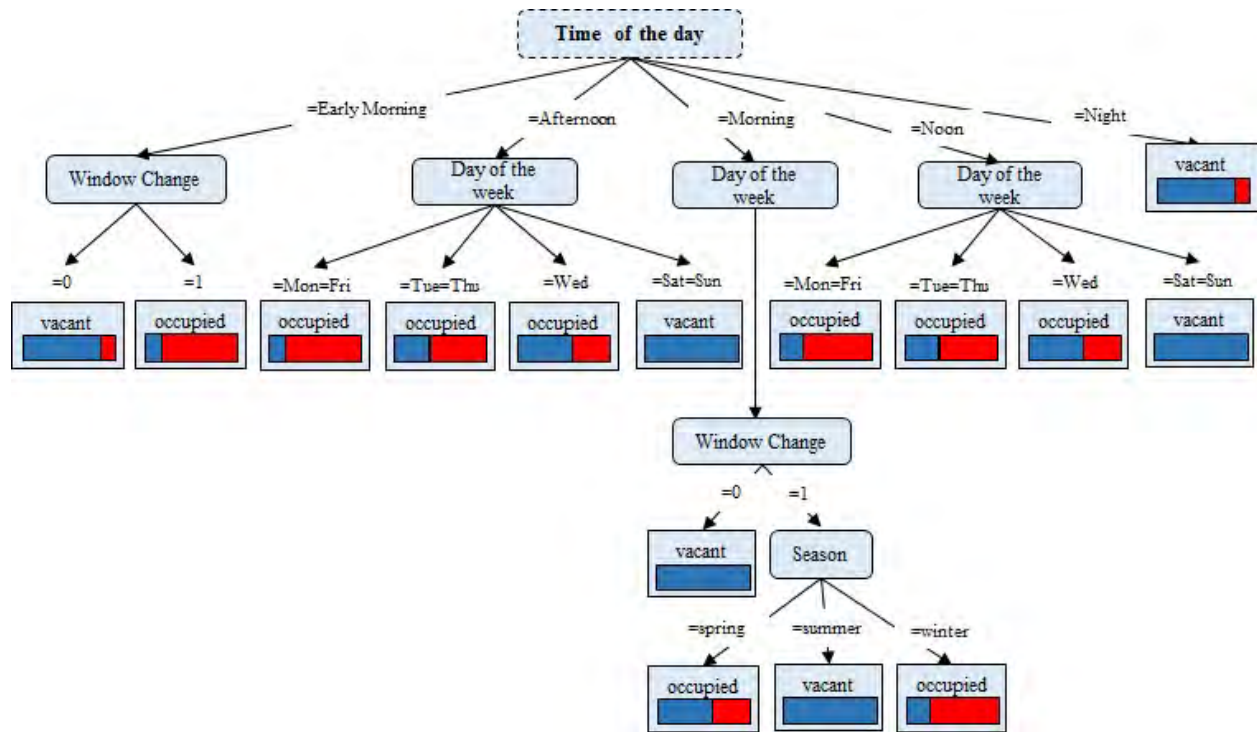 Time of the day
=Early Morning
=Afternoon
=Morning
=Noon
=Night
Window Change
Day of the
week
Day of the
week
Day of the
week
vacant
=0
=1
=Mon=Fri
=Tue=Thu
=Wed
=Sat=Sun
=Mon=Fri
=Tue=Thu
=Wed
=Sat=Sun
vacant
occupied
occupied
occupied
occupied
vacant
occupied
occupied
occupied
vacant
Window Change
=0
=1
vacant
Season
=spring
=summer
=winter
occupied
vacant
occupied